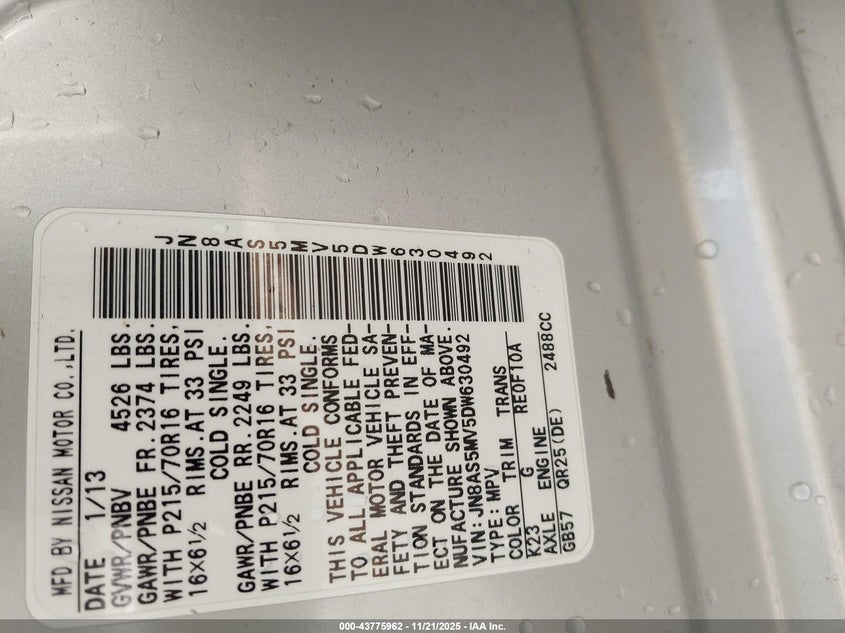 MFD BY NISSAN MOTOR CO.,LTD.
DATE 1/13
GVWR/PNBV 4526 LBS.
GAWR/PNBE FR.2374 LBS.
WITH P215/70R16 TIRES,
16X6½ RIMS.AT 33 PSI
COLD SINGLE.
GAWR/PNBE RR.2249 LBS.
WITH P215/70R16 TIRES,
16X6½ RIMS.AT 33 PSI
COLD SINGLE.
THIS VEHICLE CONFORMS
TO ALL APPLICABLE FED-
ERAL MOTOR VEHICLE SA-
FETY AND THEFT PREVEN-
TION STANDARDS IN EFF-
ECT ON THE DATE OF MA-
NUFACTURE SHOWN ABOVE.
VIN:JN8AS5MV5DW630492
TYPE:MPV
COLOR TRIM TRANS
K23 G RE0F10A
AXLE ENGINE
GB57 QR25(DE) 2488CC
JN8AS5MV5DW630492
000-43775962 - 11/21/2025 - IAA Inc.